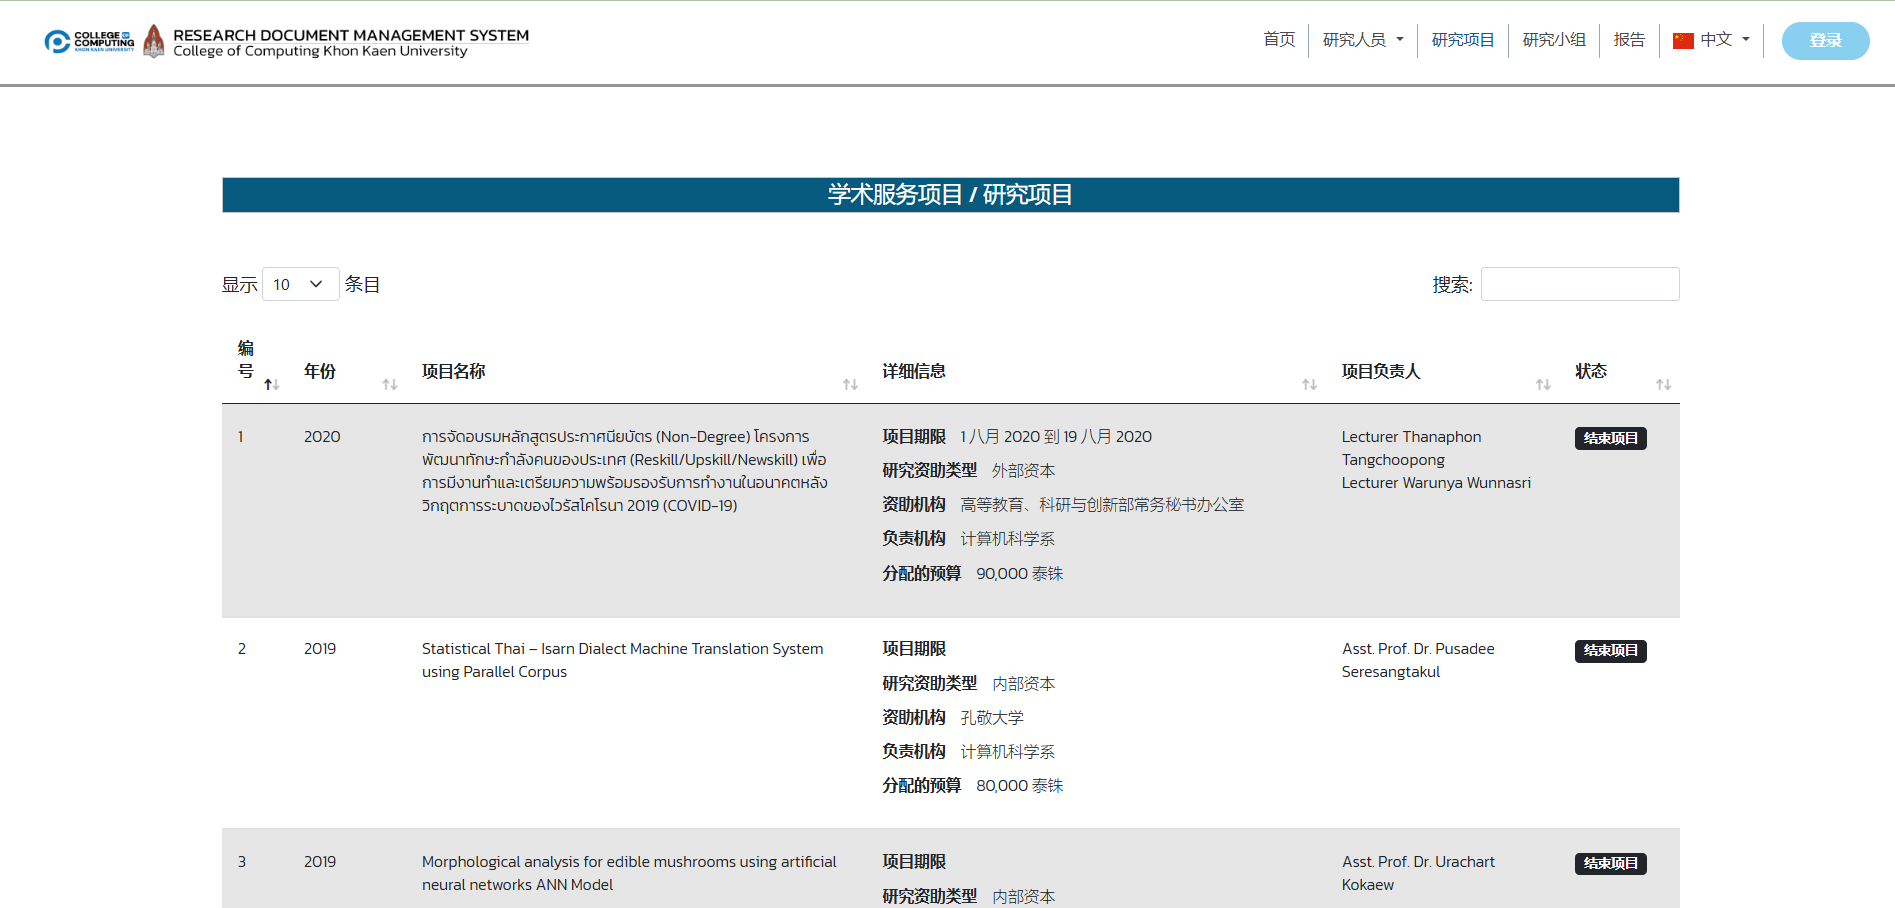 COLLEGE OF
COMPUTING
KHON KAEN UNIVERSITY
RESEARCH DOCUMENT MANAGEMENT SYSTEM
College of Computing Khon Kaen University
首页 研究人员 研究项目 研究小组 报告 中文 登录
学术服务项目 / 研究项目
显示 10 条目 搜索:
编号 年份 项目名称 详细信息 项目负责人 状态
1 2020
การจัดอบรมหลักสูตรประกาศนียบัตร (Non-Degree) โครงการ
พัฒนาทักษะกำลังคนของประเทศ (Reskill/Upskill/Newskill) เพื่อ
การมีงานทำและเตรียมความพร้อมรองรับการทำงานในอนาคตหลัง
วิกฤตการระบาดของไวรัสโคโรนา 2019 (COVID-19)
项目期限 1 八月 2020 到 19 八月 2020
研究资助类型 外部资本
资助机构 高等教育、科研与创新部常务秘书办公室
负责机构 计算机科学系
分配的预算 90,000 泰铢
Lecturer Thanaphon
Tangchoopong
Lecturer Warunya Wunnasri
结束项目
2 2019
Statistical Thai – Isarn Dialect Machine Translation System
using Parallel Corpus
项目期限
研究资助类型 内部资本
资助机构 孔敬大学
负责机构 计算机科学系
分配的预算 80,000 泰铢
Asst. Prof. Dr. Pusadee
Seresangtakul
结束项目
3 2019
Morphological analysis for edible mushrooms using artificial
neural networks ANN Model
项目期限
研究资助类型 内部资本
Asst. Prof. Dr. Urachart
Kokaew
结束项目